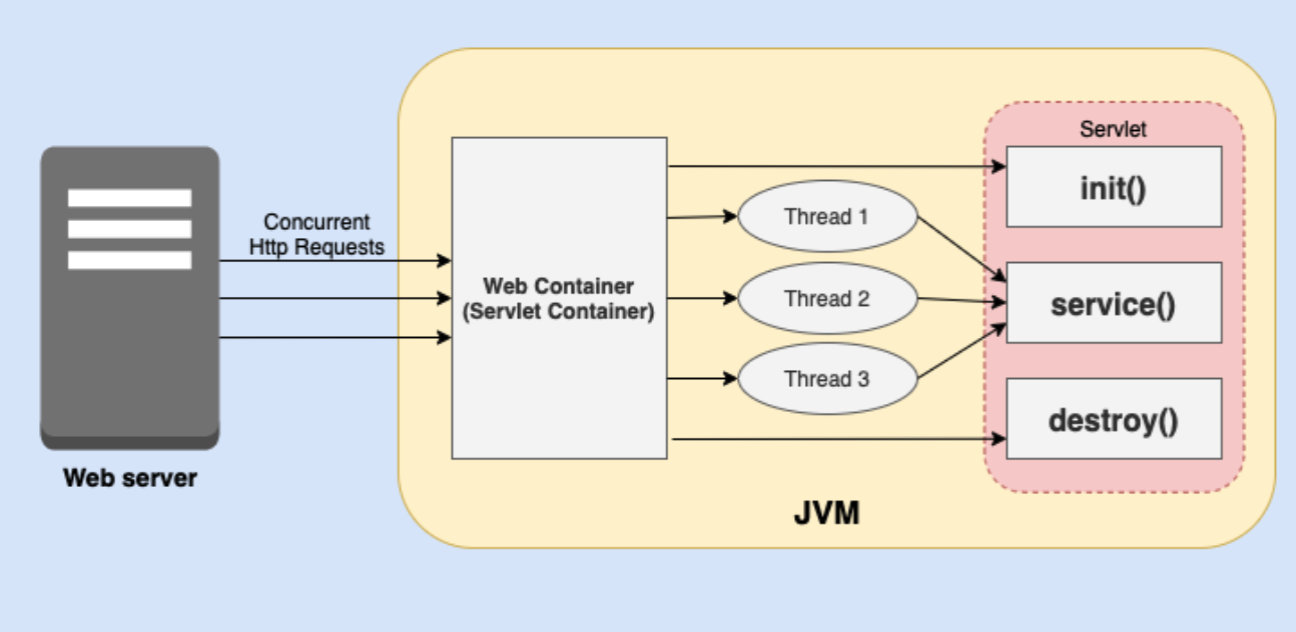 Concurrent
Http Requests
Web server
Web Container
(Servlet Container)
Thread 1
Thread 2
Thread 3
Servlet
init()
service()
destroy()
JVM